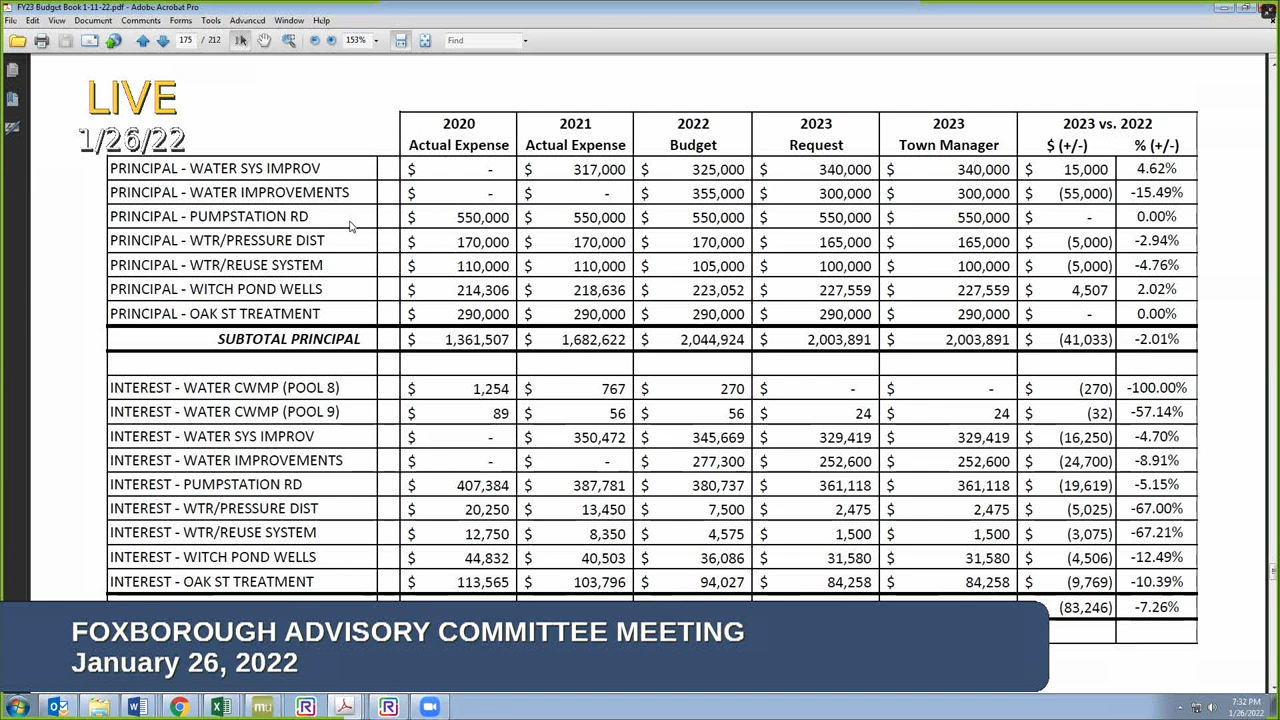 FY23 Budget Book 1-11-22.pdf - Adobe Acrobat Pro
File Edit View Document Comments Forms Tools Advanced Window Help
175 / 212 153% Find
LIVE
1/26/22
2020 2021 2022 2023 2023 2023 vs. 2022
Actual Expense Actual Expense Budget Request Town Manager $ (+/-) % (+/-)
PRINCIPAL - WATER SYS IMPROV $ - $ 317,000 $ 325,000 $ 340,000 $ 340,000 $ 15,000 4.62%
PRINCIPAL - WATER IMPROVEMENTS $ - $ - $ 355,000 $ 300,000 $ 300,000 $ (55,000) -15.49%
PRINCIPAL - PUMPSTATION RD $ 550,000 $ 550,000 $ 550,000 $ 550,000 $ 550,000 $ - 0.00%
PRINCIPAL - WTR/PRESSURE DIST $ 170,000 $ 170,000 $ 170,000 $ 165,000 $ 165,000 $ (5,000) -2.94%
PRINCIPAL - WTR/REUSE SYSTEM $ 110,000 $ 110,000 $ 105,000 $ 100,000 $ 100,000 $ (5,000) -4.76%
PRINCIPAL - WITCH POND WELLS $ 214,306 $ 218,636 $ 223,052 $ 227,559 $ 227,559 $ 4,507 2.02%
PRINCIPAL - OAK ST TREATMENT $ 290,000 $ 290,000 $ 290,000 $ 290,000 $ 290,000 $ - 0.00%
SUBTOTAL PRINCIPAL $ 1,361,507 $ 1,682,622 $ 2,044,924 $ 2,003,891 $ 2,003,891 $ (41,033) -2.01%
INTEREST - WATER CWMP (POOL 8) $ 1,254 $ 767 $ 270 $ - $ - $ (270) -100.00%
INTEREST - WATER CWMP (POOL 9) $ 89 $ 56 $ 56 $ 24 $ 24 $ (32) -57.14%
INTEREST - WATER SYS IMPROV $ - $ 350,472 $ 345,669 $ 329,419 $ 329,419 $ (16,250) -4.70%
INTEREST - WATER IMPROVEMENTS $ - $ - $ 277,300 $ 252,600 $ 252,600 $ (24,700) -8.91%
INTEREST - PUMPSTATION RD $ 407,384 $ 387,781 $ 380,737 $ 361,118 $ 361,118 $ (19,619) -5.15%
INTEREST - WTR/PRESSURE DIST $ 20,250 $ 13,450 $ 7,500 $ 2,475 $ 2,475 $ (5,025) -67.00%
INTEREST - WTR/REUSE SYSTEM $ 12,750 $ 8,350 $ 4,575 $ 1,500 $ 1,500 $ (3,075) -67.21%
INTEREST - WITCH POND WELLS $ 44,832 $ 40,503 $ 36,086 $ 31,580 $ 31,580 $ (4,506) -12.49%
INTEREST - OAK ST TREATMENT $ 113,565 $ 103,796 $ 94,027 $ 84,258 $ 84,258 $ (9,769) -10.39%
(83,246) -7.26%
FOXBOROUGH ADVISORY COMMITTEE MEETING
January 26, 2022
7:32 PM
1/26/2022